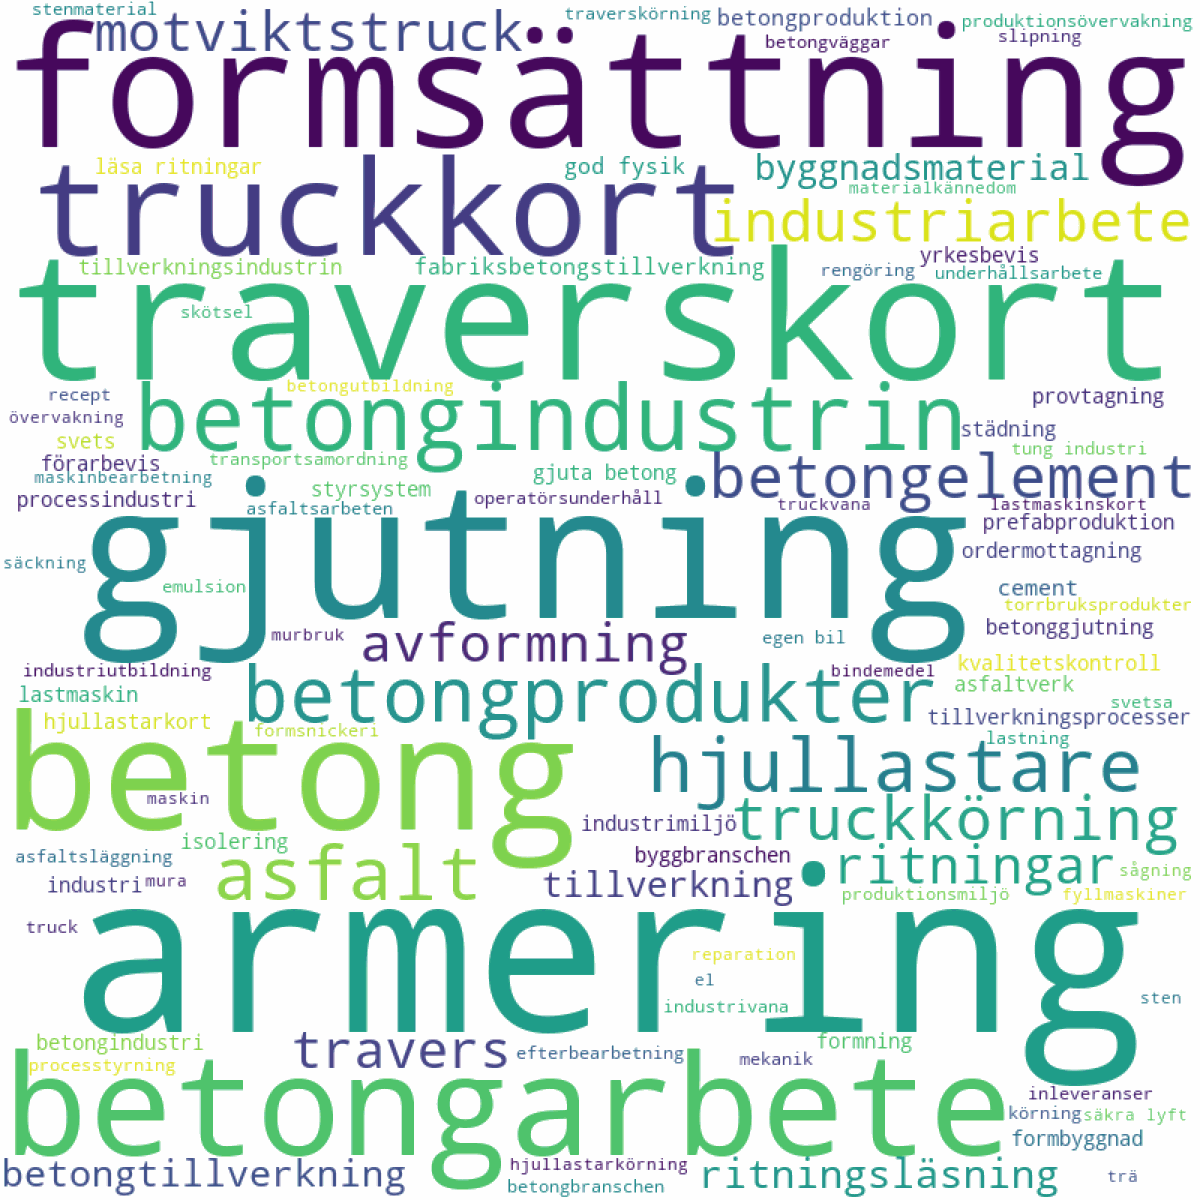 stenmaterial
motviktstruck
traverskörning
betongproduktion
produktionsövervakning
betongväggar
slipning
formsättning
läsa ritningar
god fysik
byggnadsmaterial
truckkort
materialkännedom
industriarbete
tillverkningsindustrin
fabriksbetongstillverkning
yrkesbevis
rengöring
underhållsarbete
skötsel
traverskort
recept
betongutbildning
provtagning
övervakning
betongindustrin
städning
svets
förarbevis
transportsamordning
tung industri
maskinbearbetning
gjuta betong
betongelement
processindustri
styrsystem
operatörsunderhåll
truckvana
lastmaskinskort
asfaltsarbeten
prefabproduktion
gjutning
ordermottagning
säckning
emulsion
cement
torrbruksprodukter
murbruk
avformning
egen bil
betonggjutning
industriutbildning
bindemedel
kvalitetskontroll
lastmaskin
betongprodukter
asfaltverk
svetsa
hjullastarkort
formsnickeri
tillverkningsprocesser
lastning
betong
hjullastare
maskin
industrimiljö
truckkörning
isolering
asfaltsläggning
asfalt
byggbranschen
ritningar
sågning
industri
mura
tillverkning
produktionsmiljö
fyllmaskiner
truck
armering
reparation
el
industrivana
sten
betongindustri
travers
efterbearbetning
formning
processtyrning
mekanik
betongarbete
inleveranser
körning
säkra lyft
formbyggnad
betongtillverkning
hjullastarkörning
ritningsläsning
betongbranschen
trä